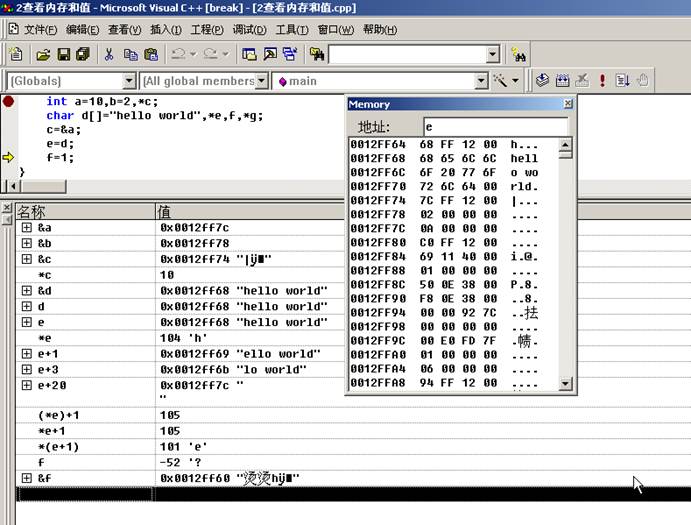 2查看内存和值 - Microsoft Visual C++ [break] - [2查看内存和值.cpp]
文件(F) 编辑(E) 查看(V) 插入(I) 工程(P) 调试(D) 工具(T) 窗口(W) 帮助(H)
(Globals) (All global members main
int a=10,b=2,*c;
char d[]="hello world",*e,f,*g;
c=&a;
e=d;
f=1;
}
Memory
地址: e
0012FF64 68 FF 12 00 h...
0012FF68 68 65 6C 6C hell
0012FF6C 6F 20 77 6F o wo
0012FF70 72 6C 64 00 rld.
0012FF74 7C FF 12 00 |...
0012FF78 02 00 00 00 ....
0012FF7C 0A 00 00 00 ....
0012FF80 C0 FF 12 00 ....
0012FF84 69 11 40 00 i.@.
0012FF88 01 00 00 00 ....
0012FF8C 50 0E 38 00 P.8.
0012FF90 F8 0E 38 00 ..8.
0012FF94 00 00 92 7C ..抾
0012FF98 00 00 00 00 ....
0012FF9C 00 E0 FD 7F .帻.
0012FFA0 01 00 00 00 ....
0012FFA4 06 00 00 00 ....
0012FFA8 94 FF 12 00 ....
名称 值
&a 0x0012ff7c
&b 0x0012ff78
&c 0x0012ff74 "|ÿ■"
*c 10
&d 0x0012ff68 "hello world"
d 0x0012ff68 "hello world"
e 0x0012ff68 "hello world"
*e 104 'h'
e+1 0x0012ff69 "ello world"
e+3 0x0012ff6b "lo world"
e+20 0x0012ff7c "
"
(*e)+1 105
*e+1 105
*(e+1) 101 'e'
f -52 '?
&f 0x0012ff60 "烫烫hÿ■"